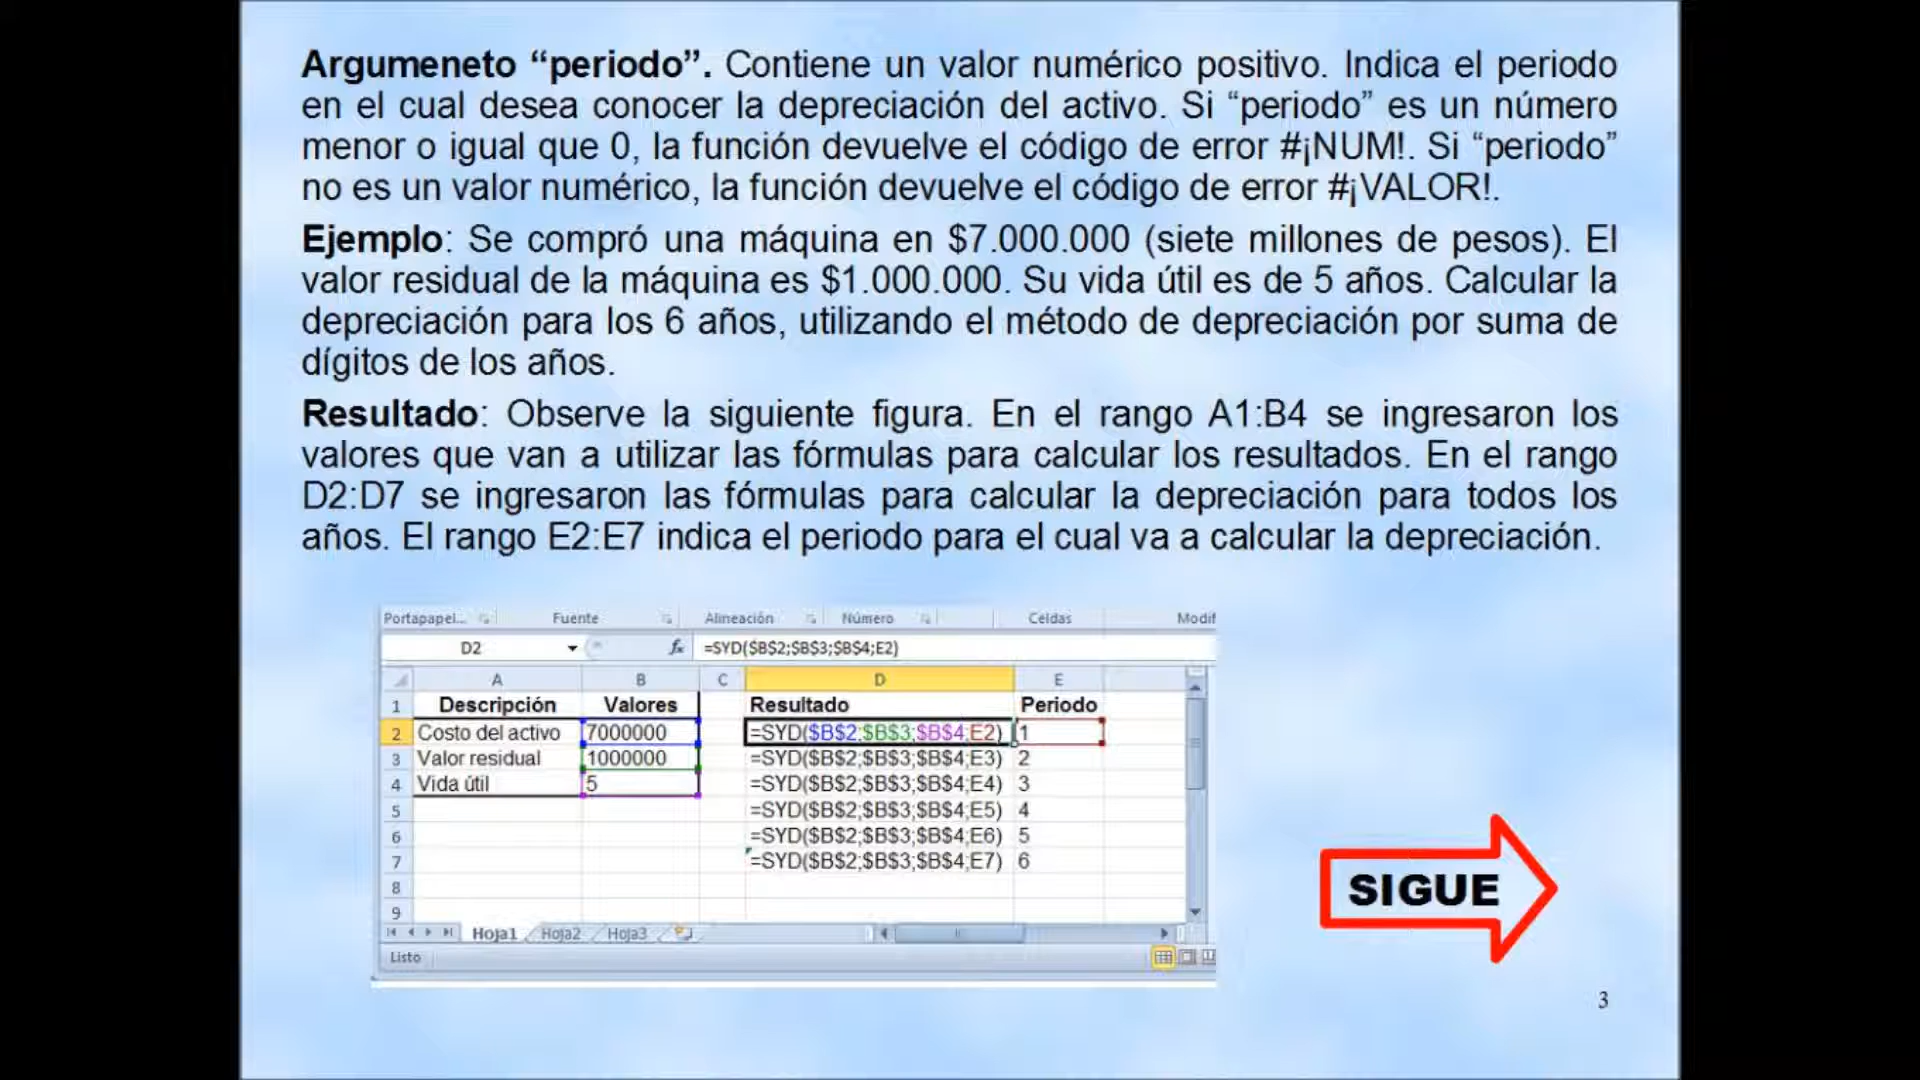 Argumeneto “periodo”. Contiene un valor numérico positivo. Indica el periodo
en el cual desea conocer la depreciación del activo. Si “periodo” es un número
menor o igual que 0, la función devuelve el código de error #¡NUM!. Si “periodo”
no es un valor numérico, la función devuelve el código de error #¡VALOR!.
Ejemplo: Se compró una máquina en $7.000.000 (siete millones de pesos). El
valor residual de la máquina es $1.000.000. Su vida útil es de 5 años. Calcular la
depreciación para los 6 años, utilizando el método de depreciación por suma de
dígitos de los años.
Resultado: Observe la siguiente figura. En el rango A1:B4 se ingresaron los
valores que van a utilizar las fórmulas para calcular los resultados. En el rango
D2:D7 se ingresaron las fórmulas para calcular la depreciación para todos los
años. El rango E2:E7 indica el periodo para el cual va a calcular la depreciación.
Portapapel... Fuente Alineación Número Celdas Modif
D2 fx =SYD($B$2;$B$3;$B$4;E2)
A B C D E
1 Descripción Valores Resultado Periodo
2 Costo del activo 7000000 =SYD($B$2;$B$3;$B$4;E2) 1
3 Valor residual 1000000 =SYD($B$2;$B$3;$B$4;E3) 2
4 Vida útil 5 =SYD($B$2;$B$3;$B$4;E4) 3
5 =SYD($B$2;$B$3;$B$4;E5) 4
6 =SYD($B$2;$B$3;$B$4;E6) 5
7 =SYD($B$2;$B$3;$B$4;E7) 6
8
9
Hoja1 Hoja2 Hoja3
Listo
SIGUE
3